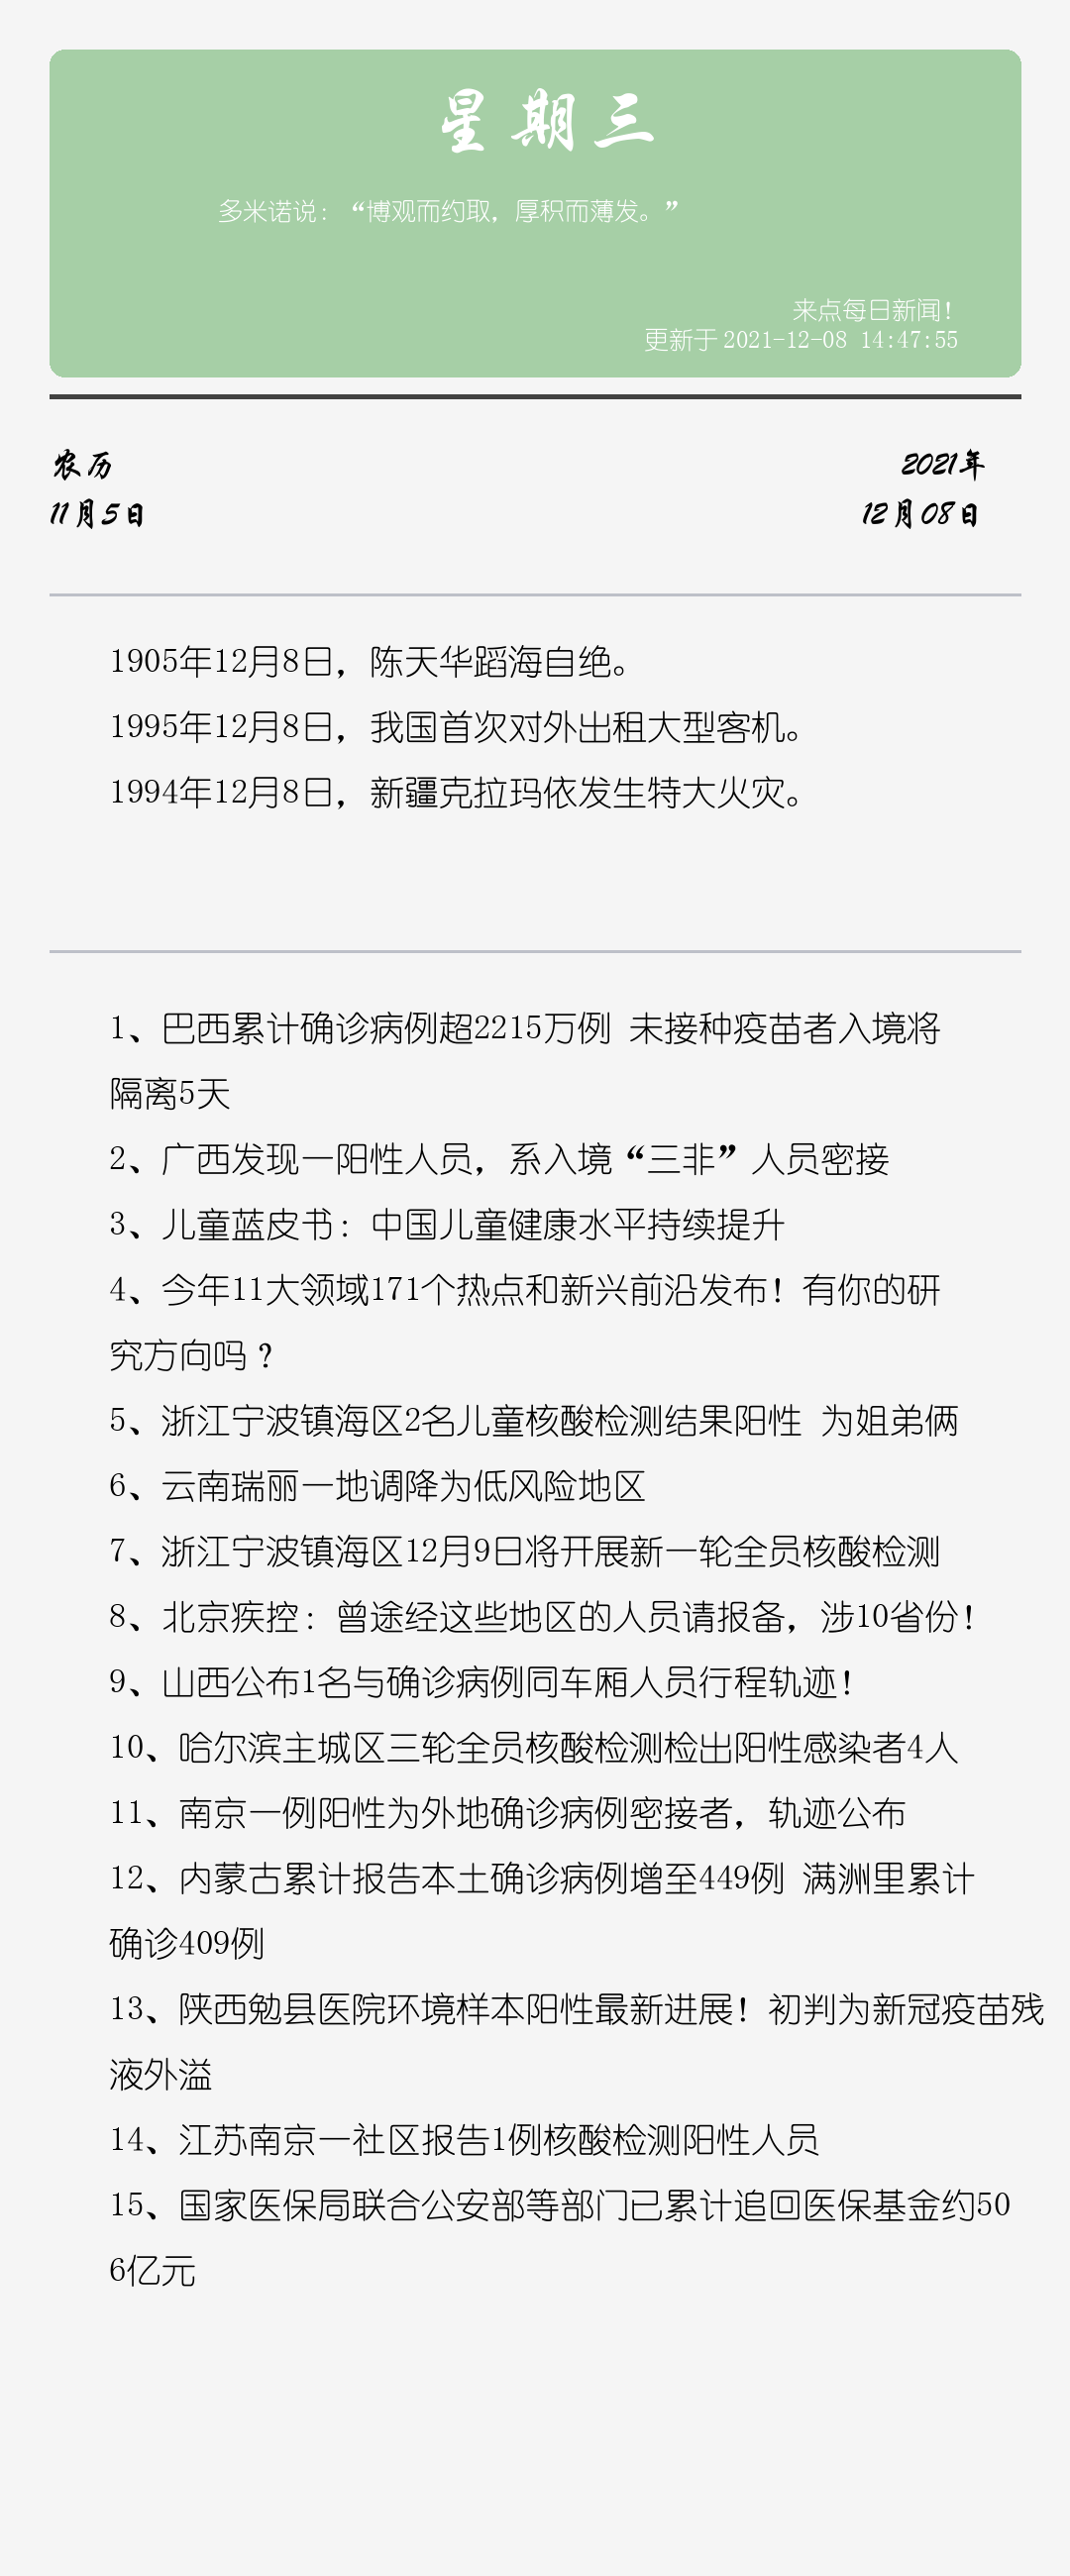 星期三
多米诺说：“博观而约取，厚积而薄发。”
来点每日新闻！
更新于 2021-12-08 14:47:55
农历
2021年
11月5日
12月08日
1905年12月8日，陈天华蹈海自绝。
1995年12月8日，我国首次对外出租大型客机。
1994年12月8日，新疆克拉玛依发生特大火灾。
1、巴西累计确诊病例超2215万例 未接种疫苗者入境将
隔离5天
2、广西发现一阳性人员，系入境“三非”人员密接
3、儿童蓝皮书：中国儿童健康水平持续提升
4、今年11大领域171个热点和新兴前沿发布！有你的研
究方向吗？
5、浙江宁波镇海区2名儿童核酸检测结果阳性 为姐弟俩
6、云南瑞丽一地调降为低风险地区
7、浙江宁波镇海区12月9日将开展新一轮全员核酸检测
8、北京疾控：曾途经这些地区的人员请报备，涉10省份！
9、山西公布1名与确诊病例同车厢人员行程轨迹！
10、哈尔滨主城区三轮全员核酸检测检出阳性感染者4人
11、南京一例阳性为外地确诊病例密接者，轨迹公布
12、内蒙古累计报告本土确诊病例增至449例 满洲里累计
确诊409例
13、陕西勉县医院环境样本阳性最新进展！初判为新冠疫苗残
液外溢
14、江苏南京一社区报告1例核酸检测阳性人员
15、国家医保局联合公安部等部门已累计追回医保基金约50
6亿元